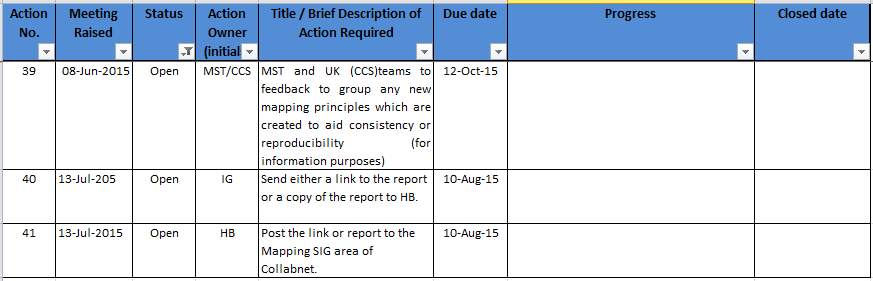 Action No. Meeting Raised Status Action Owner (initial Title / Brief Description of Action Required Due date Progress Closed date
39 08-Jun-2015 Open MST/CCS MST and UK (CCS)teams to 12-Oct-15
feedback to group any new
mapping principles which are
created to aid consistency or
reproducibility (for
information purposes)
40 13-Jul-205 Open IG Send either a link to the report 10-Aug-15
or a copy of the report to HB.
41 13-Jul-2015 Open HB Post the link or report to the 10-Aug-15
Mapping SIG area of
Collabnet.